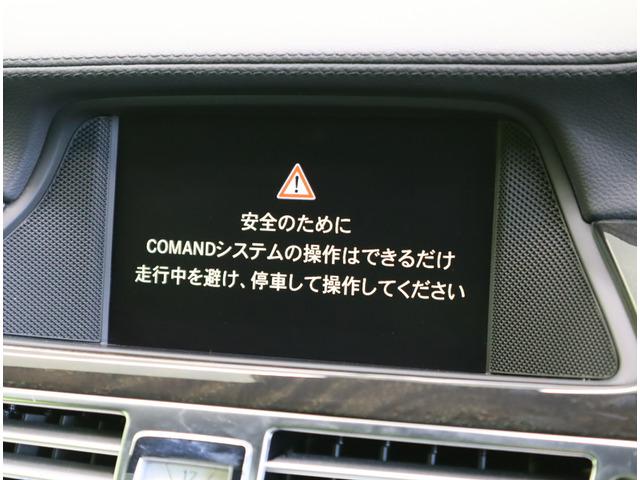 安全のために
COMANDシステムの操作はできるだけ
走行中を避け、停車して操作してください
12